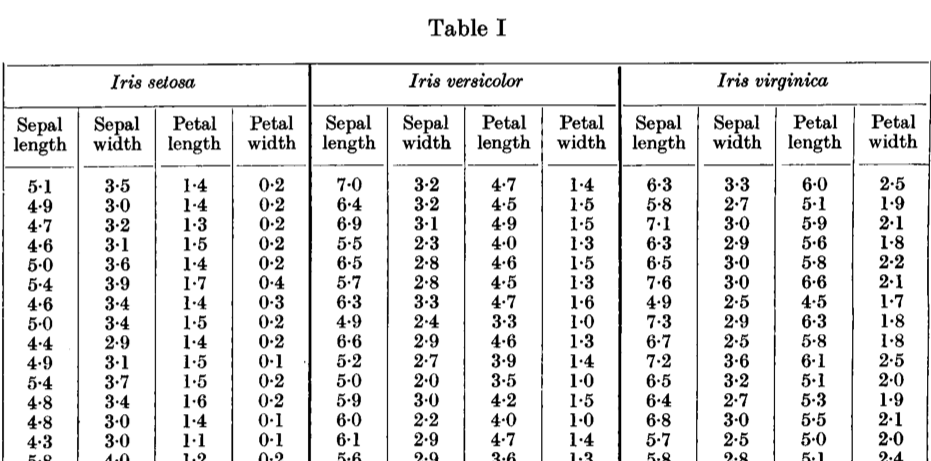 Table I
Iris setosa Iris versicolor Iris virginica
Sepal length Sepal width Petal length Petal width Sepal length Sepal width Petal length Petal width Sepal length Sepal width Petal length Petal width
5·1 3·5 1·4 0·2 7·0 3·2 4·7 1·4 6·3 3·3 6·0 2·5
4·9 3·0 1·4 0·2 6·4 3·2 4·5 1·5 5·8 2·7 5·1 1·9
4·7 3·2 1·3 0·2 6·9 3·1 4·9 1·5 7·1 3·0 5·9 2·1
4·6 3·1 1·5 0·2 5·5 2·3 4·0 1·3 6·3 2·9 5·6 1·8
5·0 3·6 1·4 0·2 6·5 2·8 4·6 1·5 6·5 3·0 5·8 2·2
5·4 3·9 1·7 0·4 5·7 2·8 4·5 1·3 7·6 3·0 6·6 2·1
4·6 3·4 1·4 0·3 6·3 3·3 4·7 1·6 4·9 2·5 4·5 1·7
5·0 3·4 1·5 0·2 4·9 2·4 3·3 1·0 7·3 2·9 6·3 1·8
4·4 2·9 1·4 0·2 6·6 2·9 4·6 1·3 6·7 2·5 5·8 1·8
4·9 3·1 1·5 0·1 5·2 2·7 3·9 1·4 7·2 3·6 6·1 2·5
5·4 3·7 1·5 0·2 5·0 2·0 3·5 1·0 6·5 3·2 5·1 2·0
4·8 3·4 1·6 0·2 5·9 3·0 4·2 1·5 6·4 2·7 5·3 1·9
4·8 3·0 1·4 0·1 6·0 2·2 4·0 1·0 6·8 3·0 5·5 2·1
4·3 3·0 1·1 0·1 6·1 2·9 4·7 1·4 5·7 2·5 5·0 2·0
5·8 4·0 1·2 0·2 5·6 2·9 3·6 1·3 5·8 2·8 5·1 2·4